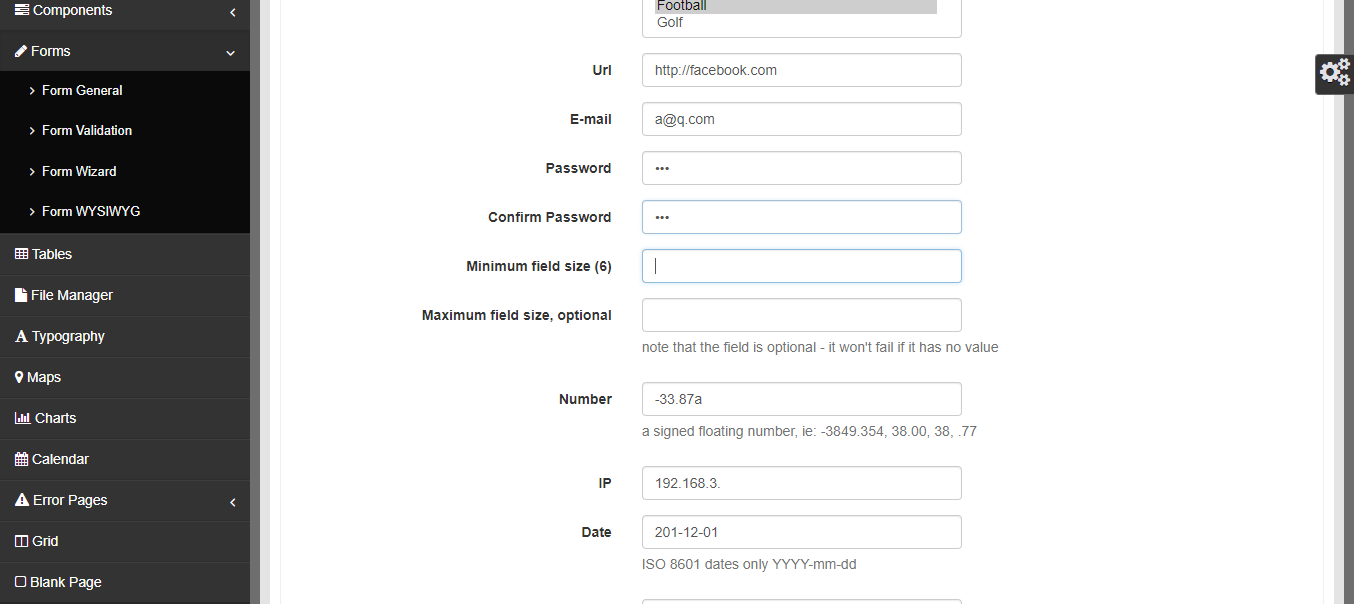 Components
Forms
Form General
Form Validation
Form Wizard
Form WYSIWYG
Tables
File Manager
Typography
Maps
Charts
Calendar
Error Pages
Grid
Blank Page
Football
Golf
Url http://facebook.com
E-mail a@q.com
Password •••
Confirm Password •••
Minimum field size (6)
Maximum field size, optional
note that the field is optional - it won't fail if it has no value
Number -33.87a
a signed floating number, ie: -3849.354, 38.00, 38, .77
IP 192.168.3.
Date 201-12-01
ISO 8601 dates only YYYY-mm-dd